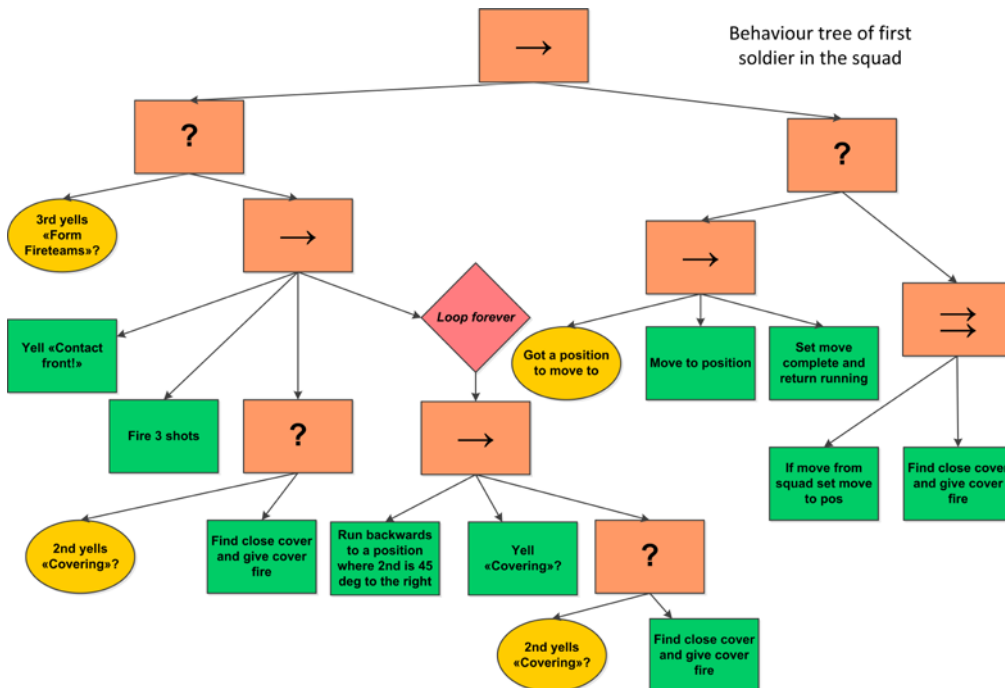 Behaviour tree of first
soldier in the squad
→
?
?
3rd yells
«Form
Fireteams»?
→
→
→
→
Loop forever
Yell «Contact
front!»
Got a position
to move to
Move to position
Set move
complete and
return running
Fire 3 shots
?
→
2nd yells
«Covering»?
Find close cover
and give cover
fire
Run backwards
to a position
where 2nd is 45
deg to the right
Yell
«Covering»?
?
If move from
squad set move
to pos
Find close cover
and give cover
fire
2nd yells
«Covering»?
Find close cover
and give cover
fire